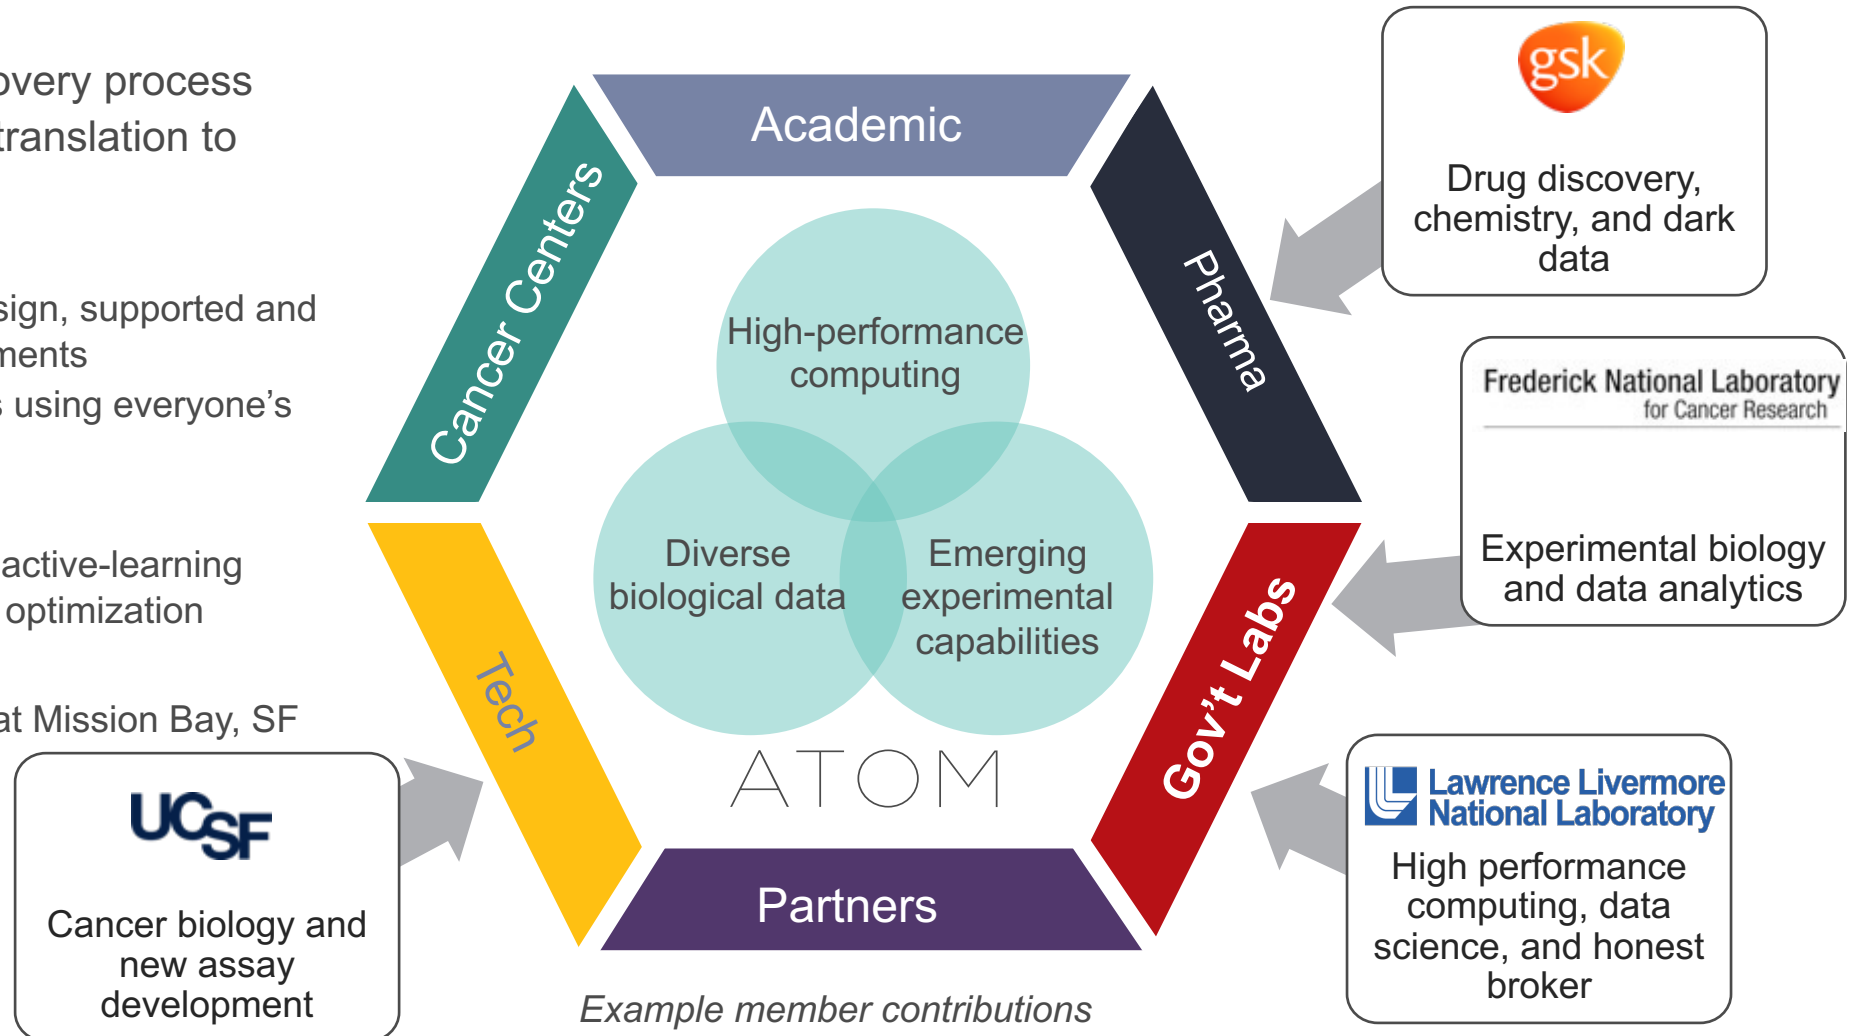 overy process
translation to
sign, supported and
ments
s using everyone's
active-learning
optimization
at Mission Bay, SF
Academic
Cancer Centers
Pharma
Tech
Gov't Labs
Partners
High-performance
computing
Diverse
biological data
Emerging
experimental
capabilities
ATOM
gsk
Drug discovery,
chemistry, and dark
data
Frederick National Laboratory
for Cancer Research
Experimental biology
and data analytics
Lawrence Livermore
National Laboratory
High performance
computing, data
science, and honest
broker
UCSF
Cancer biology and
new assay
development
Example member contributions